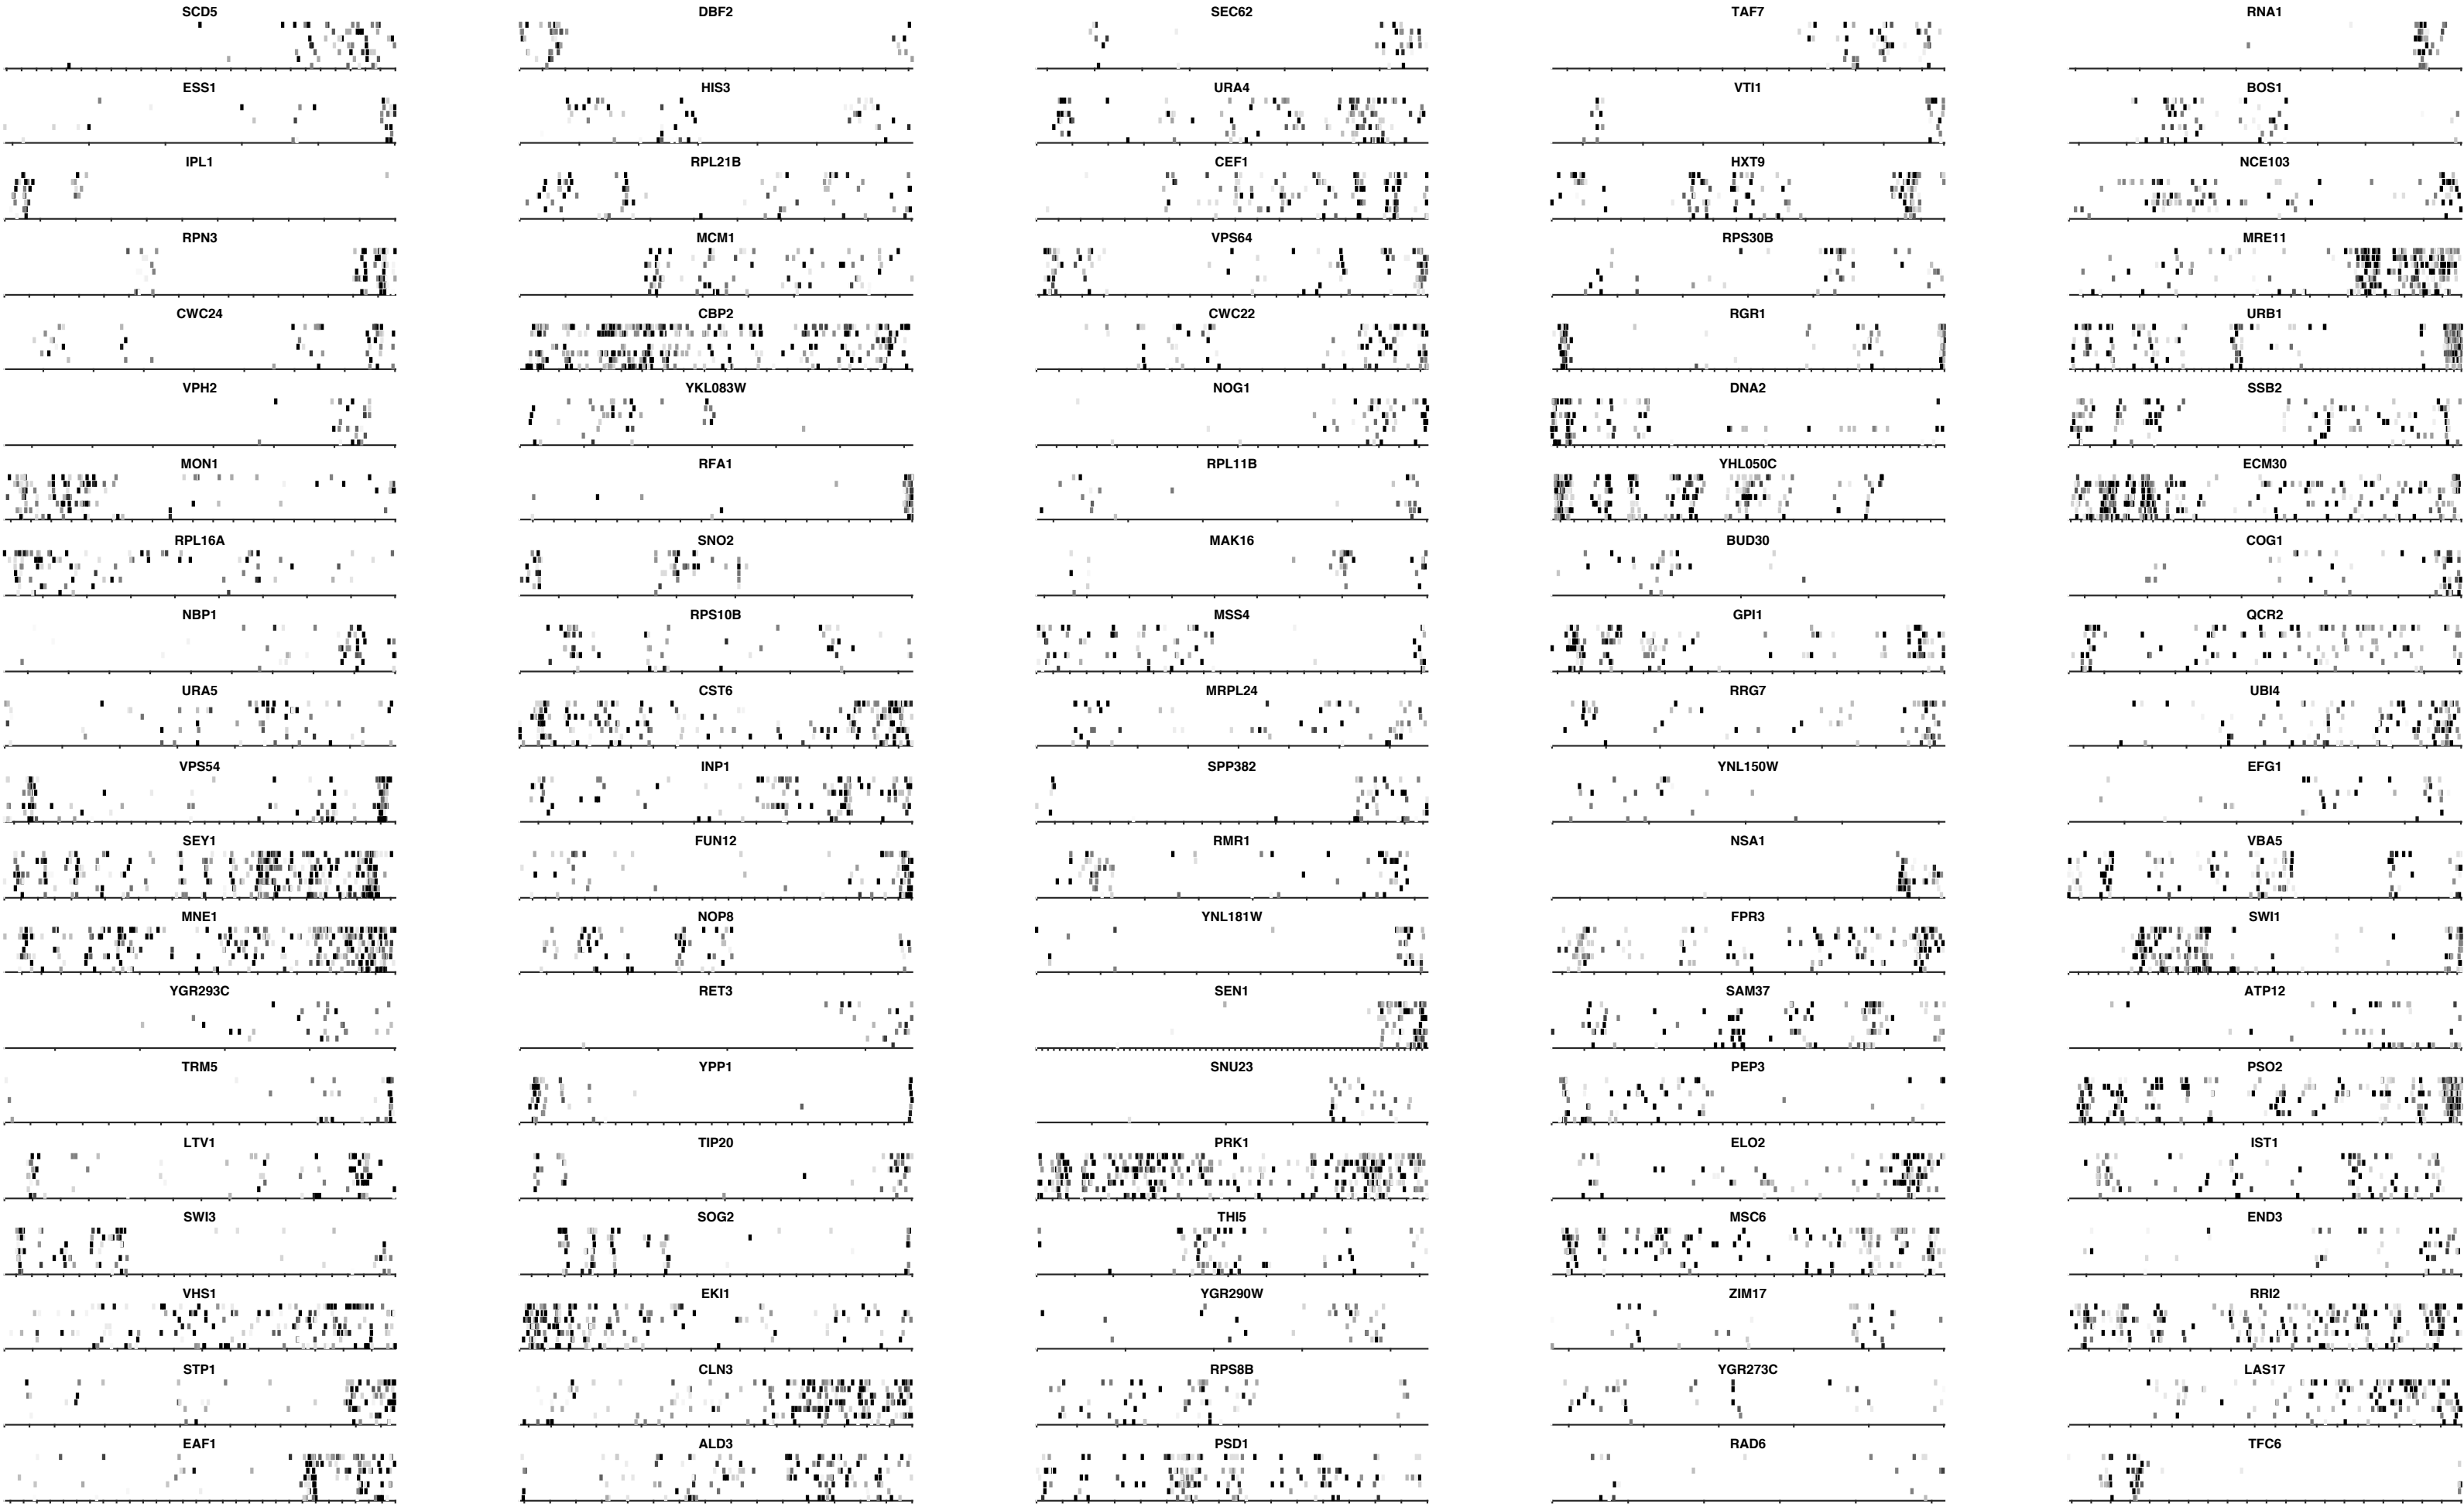 SCD5 DBF2 SEC62 TAF7 RNA1
ESS1 HIS3 URA4 VTI1 BOS1
IPL1 RPL21B CEF1 HXT9 NCE103
RPN3 MCM1 VPS64 RPS30B MRE11
CWC24 CBP2 CWC22 RGR1 URB1
VPH2 YKL083W NOG1 DNA2 SSB2
MON1 RFA1 RPL11B YHL050C ECM30
RPL16A SNO2 MAK16 BUD30 COG1
NBP1 RPS10B MSS4 GPI1 QCR2
URA5 CST6 MRPL24 RRG7 UBI4
VPS54 INP1 SPP382 YNL150W EFG1
SEY1 FUN12 RMR1 NSA1 VBA5
MNE1 NOP8 YNL181W FPR3 SWI1
YGR293C RET3 SEN1 SAM37 ATP12
TRM5 YPP1 SNU23 PEP3 PSO2
LTV1 TIP20 PRK1 ELO2 IST1
SWI3 SOG2 THI5 MSC6 END3
VHS1 EKI1 YGR290W ZIM17 RRI2
STP1 CLN3 RPS8B YGR273C LAS17
EAF1 ALD3 PSD1 RAD6 TFC6